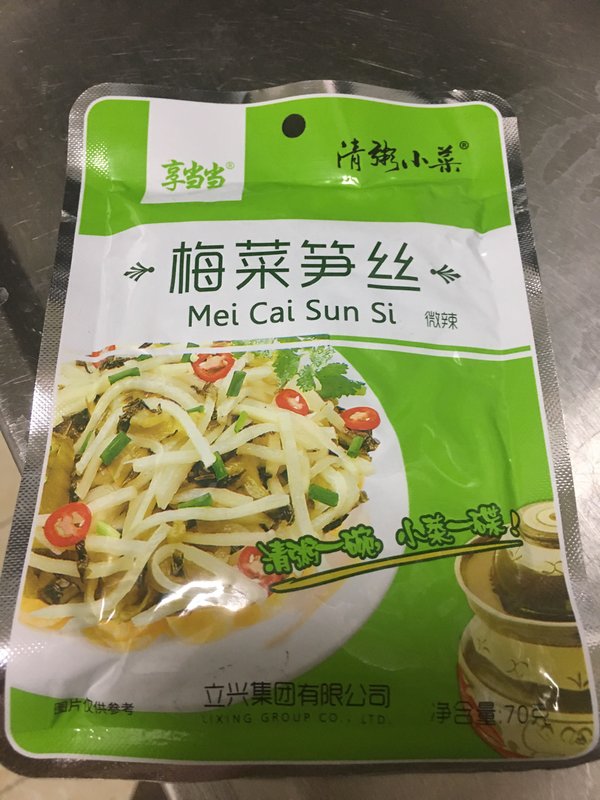 享当当®
清粥小菜®
梅菜笋丝
Mei Cai Sun Si
微辣
清粥一碗 小菜一碟
图片仅供参考
立兴集团有限公司
LIXING GROUP CO., LTD.
净含量:70克